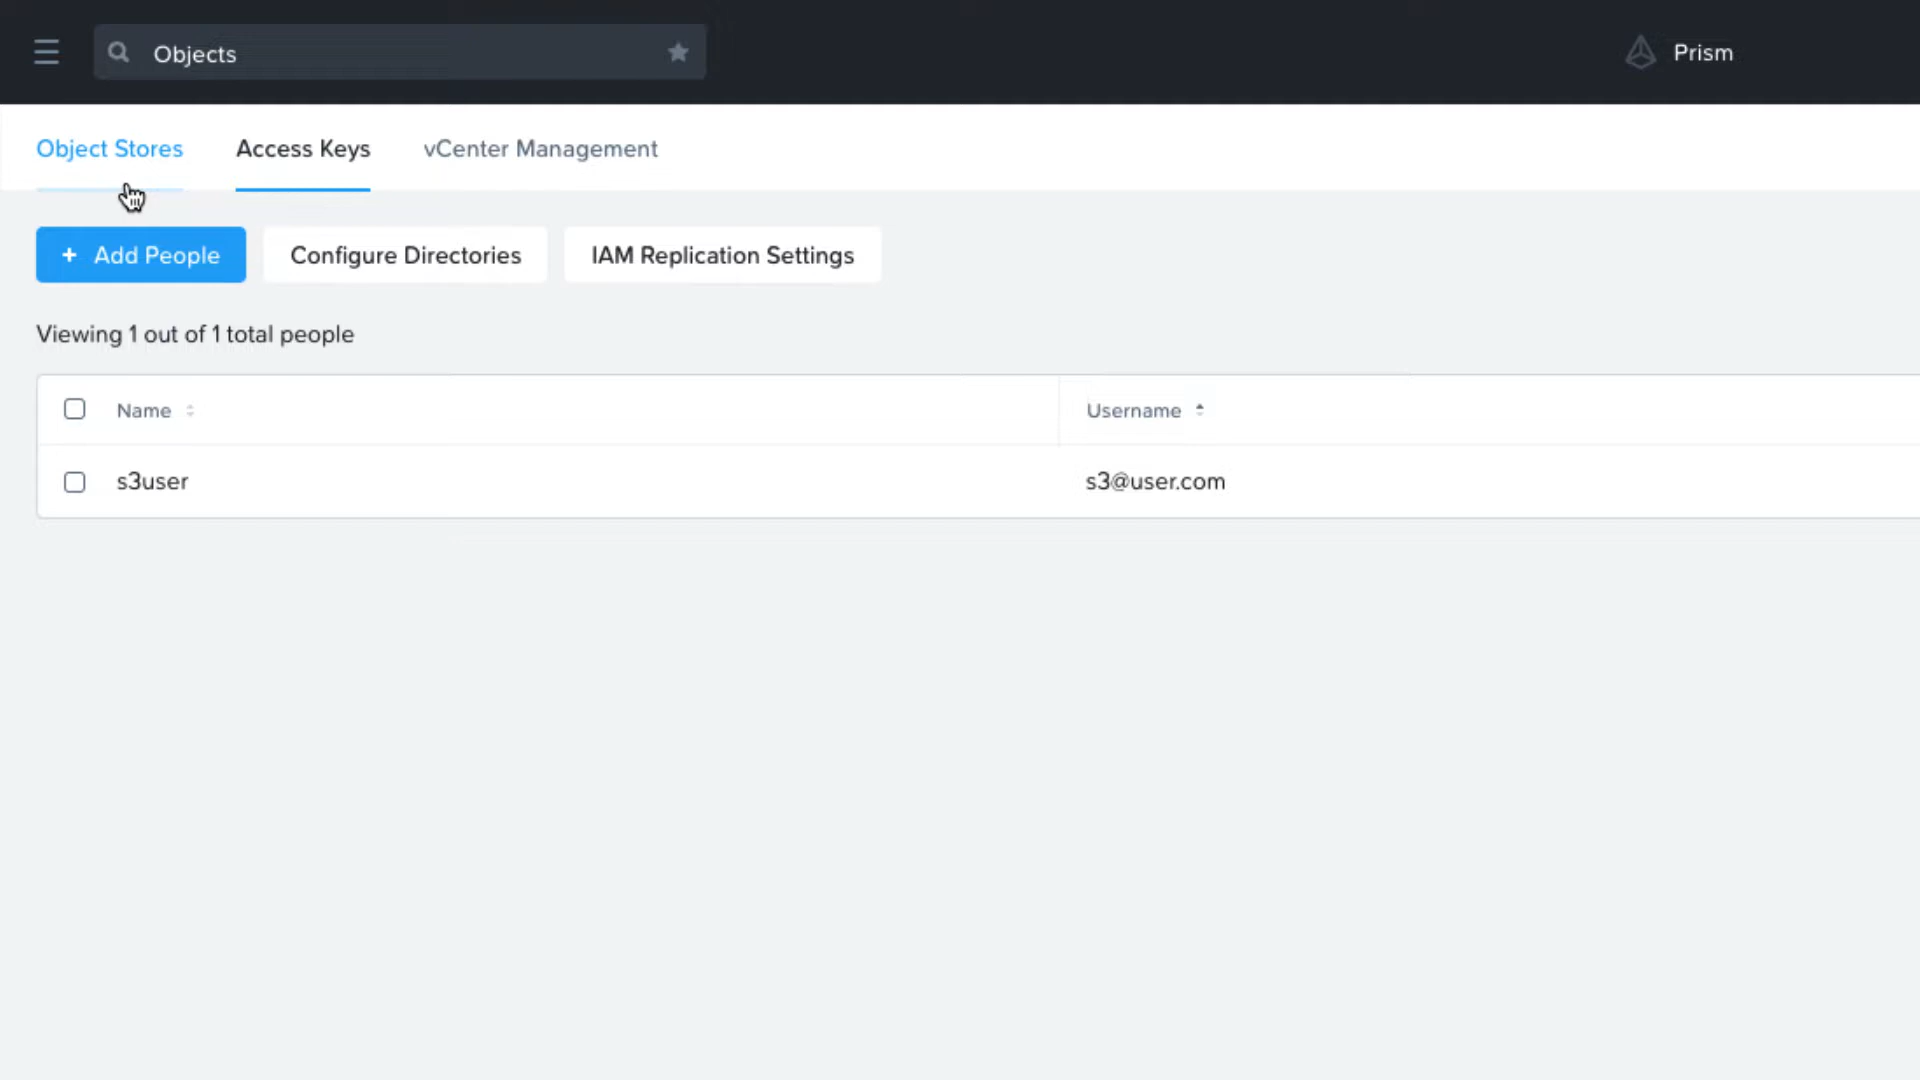 Objects
Prism
Object Stores
Access Keys
vCenter Management
+ Add People
Configure Directories
IAM Replication Settings
Viewing 1 out of 1 total people
Name
Username
s3user
s3@user.com